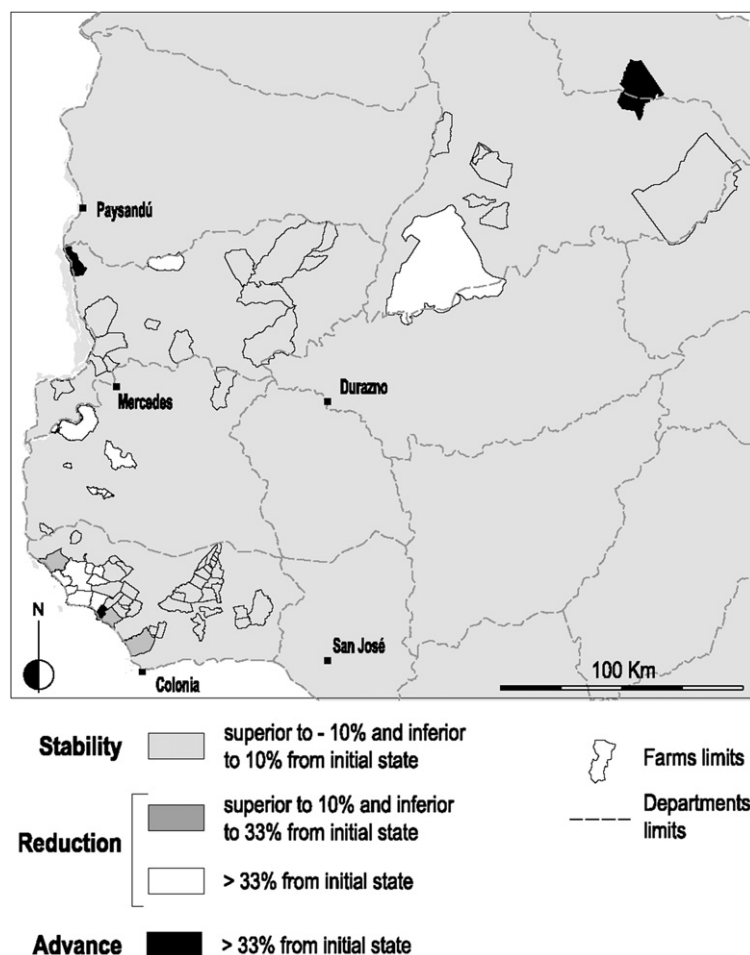 Paysandú
Mercedes
Durazno
N
San José
100 Km
Colonia
Stability
superior to - 10% and inferior
to 10% from initial state
Reduction
superior to 10% and inferior
to 33% from initial state
> 33% from initial state
Advance
> 33% from initial state
Farms limits
Departments
limits